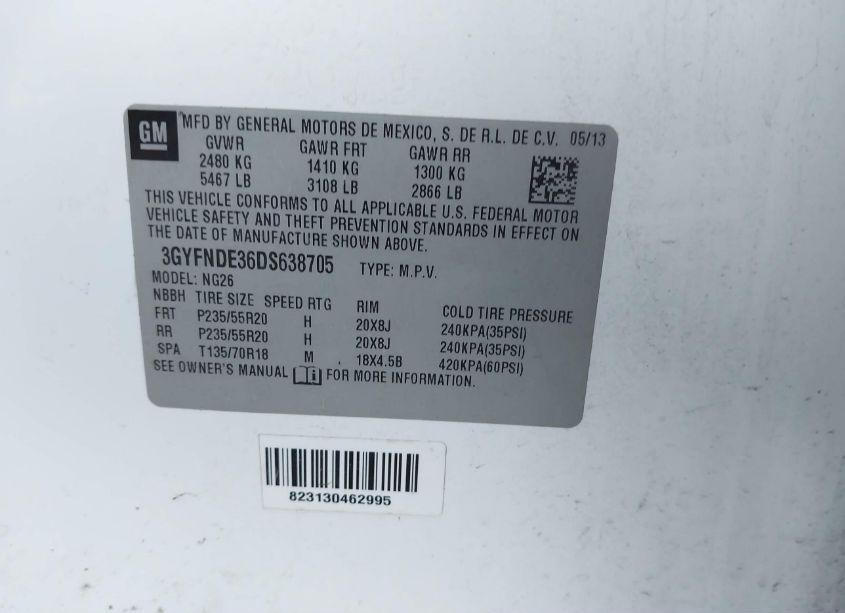 GM MFD BY GENERAL MOTORS DE MEXICO, S. DE R.L. DE C.V. 05/13
GVWR GAWR FRT GAWR RR
2480 KG 1410 KG 1300 KG
5467 LB 3108 LB 2866 LB
THIS VEHICLE CONFORMS TO ALL APPLICABLE U.S. FEDERAL MOTOR
VEHICLE SAFETY AND THEFT PREVENTION STANDARDS IN EFFECT ON
THE DATE OF MANUFACTURE SHOWN ABOVE.
3GYFNDE36DS638705 TYPE: M.P.V.
MODEL: NG26
NBBH TIRE SIZE SPEED RTG RIM COLD TIRE PRESSURE
FRT P235/55R20 H 20X8J 240KPA(35PSI)
RR P235/55R20 H 20X8J 240KPA(35PSI)
SPA T135/70R18 M 18X4.5B 420KPA(60PSI)
SEE OWNER'S MANUAL FOR MORE INFORMATION.
823130462995